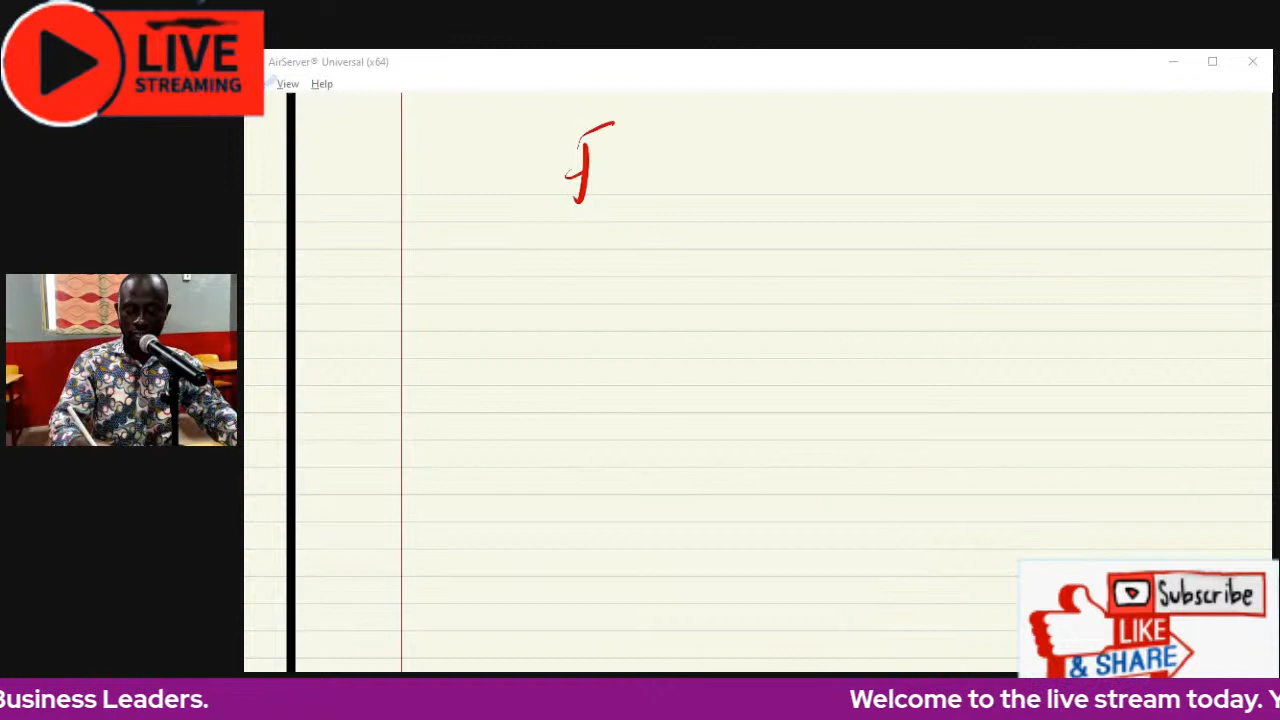 LIVE
STREAMING
AirServer® Universal (x64)
View Help
Subscribe
LIKE
& SHARE
Business Leaders.
Welcome to the live stream today.